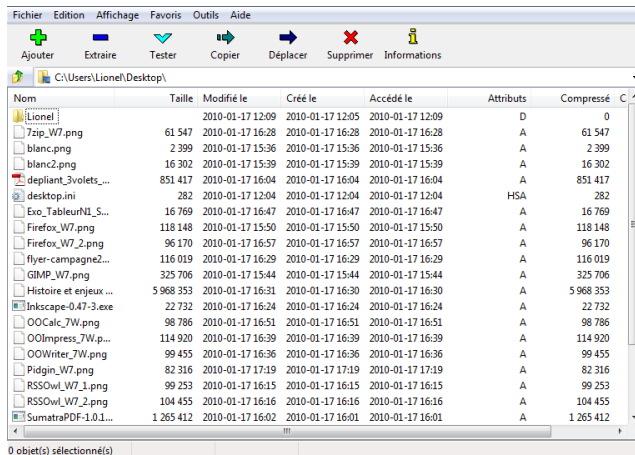 Fichier Edition Affichage Favoris Outils Aide
Ajouter Extraire Tester Copier Déplacer Supprimer Informations
C:\Users\Lionel\Desktop\
Nom Taille Modifié le Créé le Accédé le Attributs Compressé C
Lionel 2010-01-17 12:09 2010-01-17 12:05 2010-01-17 12:09 D 0
7zip_W7.png 61 547 2010-01-17 16:28 2010-01-17 16:28 2010-01-17 16:28 A 61 547
blanc.png 2 399 2010-01-17 15:36 2010-01-17 15:36 2010-01-17 15:36 A 2 399
blanc2.png 16 302 2010-01-17 15:39 2010-01-17 15:39 2010-01-17 15:39 A 16 302
depliant_3volets_... 851 417 2010-01-17 16:04 2010-01-17 16:04 2010-01-17 16:04 A 851 417
desktop.ini 282 2010-01-17 12:04 2010-01-17 12:04 2010-01-17 12:04 HSA 282
Exo_TableurN1_S... 16 769 2010-01-17 16:47 2010-01-17 16:47 2010-01-17 16:47 A 16 769
Firefox_W7.png 118 148 2010-01-17 15:50 2010-01-17 15:50 2010-01-17 15:50 A 118 148
Firefox_W7_2.png 96 170 2010-01-17 16:57 2010-01-17 16:57 2010-01-17 16:57 A 96 170
flyer-campagne2... 116 019 2010-01-17 16:29 2010-01-17 16:29 2010-01-17 16:29 A 116 019
GIMP_W7.png 325 706 2010-01-17 15:44 2010-01-17 15:44 2010-01-17 15:44 A 325 706
Histoire et enjeux ... 5 968 353 2010-01-17 16:31 2010-01-17 16:30 2010-01-17 16:30 A 5 968 353
Inkscape-0.47-3.exe 22 732 2010-01-17 16:24 2010-01-17 16:24 2010-01-17 16:24 A 22 732
OOCalc_7W.png 98 786 2010-01-17 16:51 2010-01-17 16:51 2010-01-17 16:51 A 98 786
OOImpress_7W.p... 114 920 2010-01-17 16:39 2010-01-17 16:39 2010-01-17 16:39 A 114 920
OOWriter_7W.png 99 455 2010-01-17 16:36 2010-01-17 16:36 2010-01-17 16:36 A 99 455
Pidgin_W7.png 82 316 2010-01-17 17:19 2010-01-17 17:19 2010-01-17 17:19 A 82 316
RSSOwl_W7_1.png 99 253 2010-01-17 16:15 2010-01-17 16:15 2010-01-17 16:15 A 99 253
RSSOwl_W7_2.png 104 455 2010-01-17 16:16 2010-01-17 16:16 2010-01-17 16:16 A 104 455
SumatraPDF-1.0.1... 1 265 412 2010-01-17 16:02 2010-01-17 16:01 2010-01-17 16:01 A 1 265 412
0 objet(s) sélectionné(s)